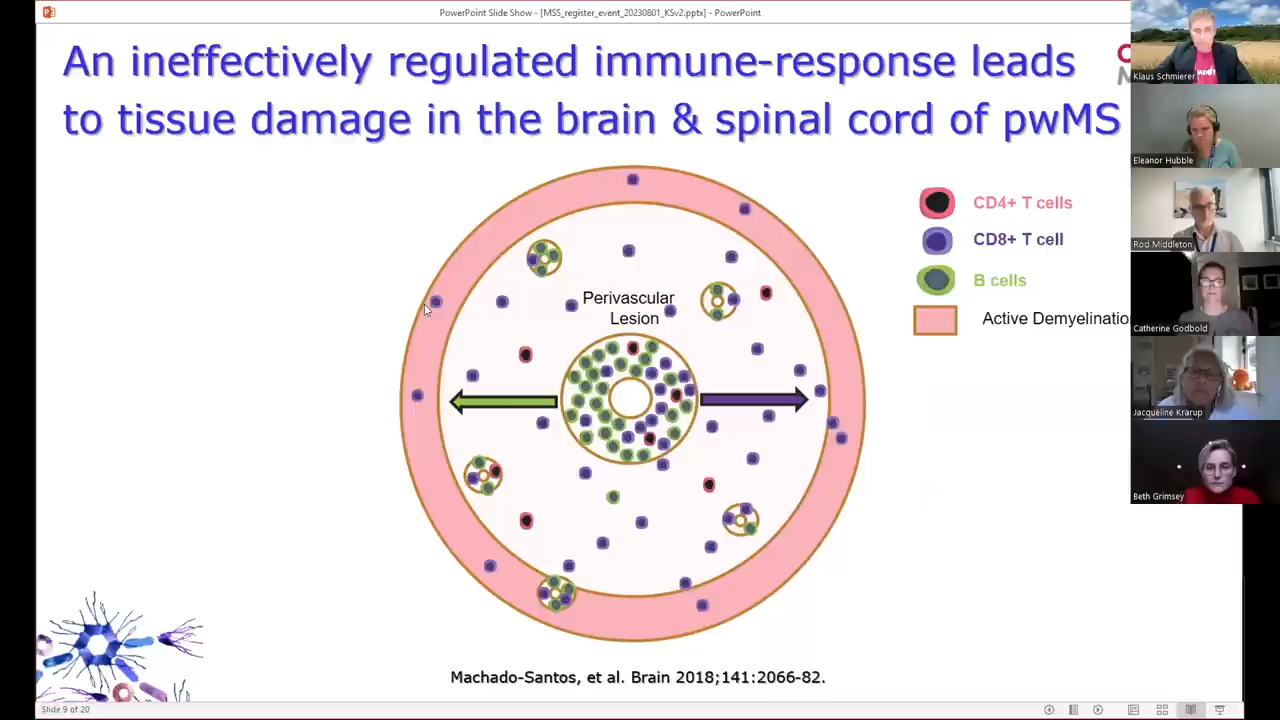 PowerPoint Slide Show - [MSS_register_event_20230801_KSv2.pptx] - PowerPoint
An ineffectively regulated immune-response leads
to tissue damage in the brain & spinal cord of pwMS
CD4+ T cells
CD8+ T cell
B cells
Active Demyelinatio
Perivascular
Lesion
Machado-Santos, et al. Brain 2018;141:2066-82.
Slide 9 of 20
Klaus Schmierer
Eleanor Hubble
Rod Middleton
Catherine Godbold
Jacqueline Krarup
Beth Grimsey